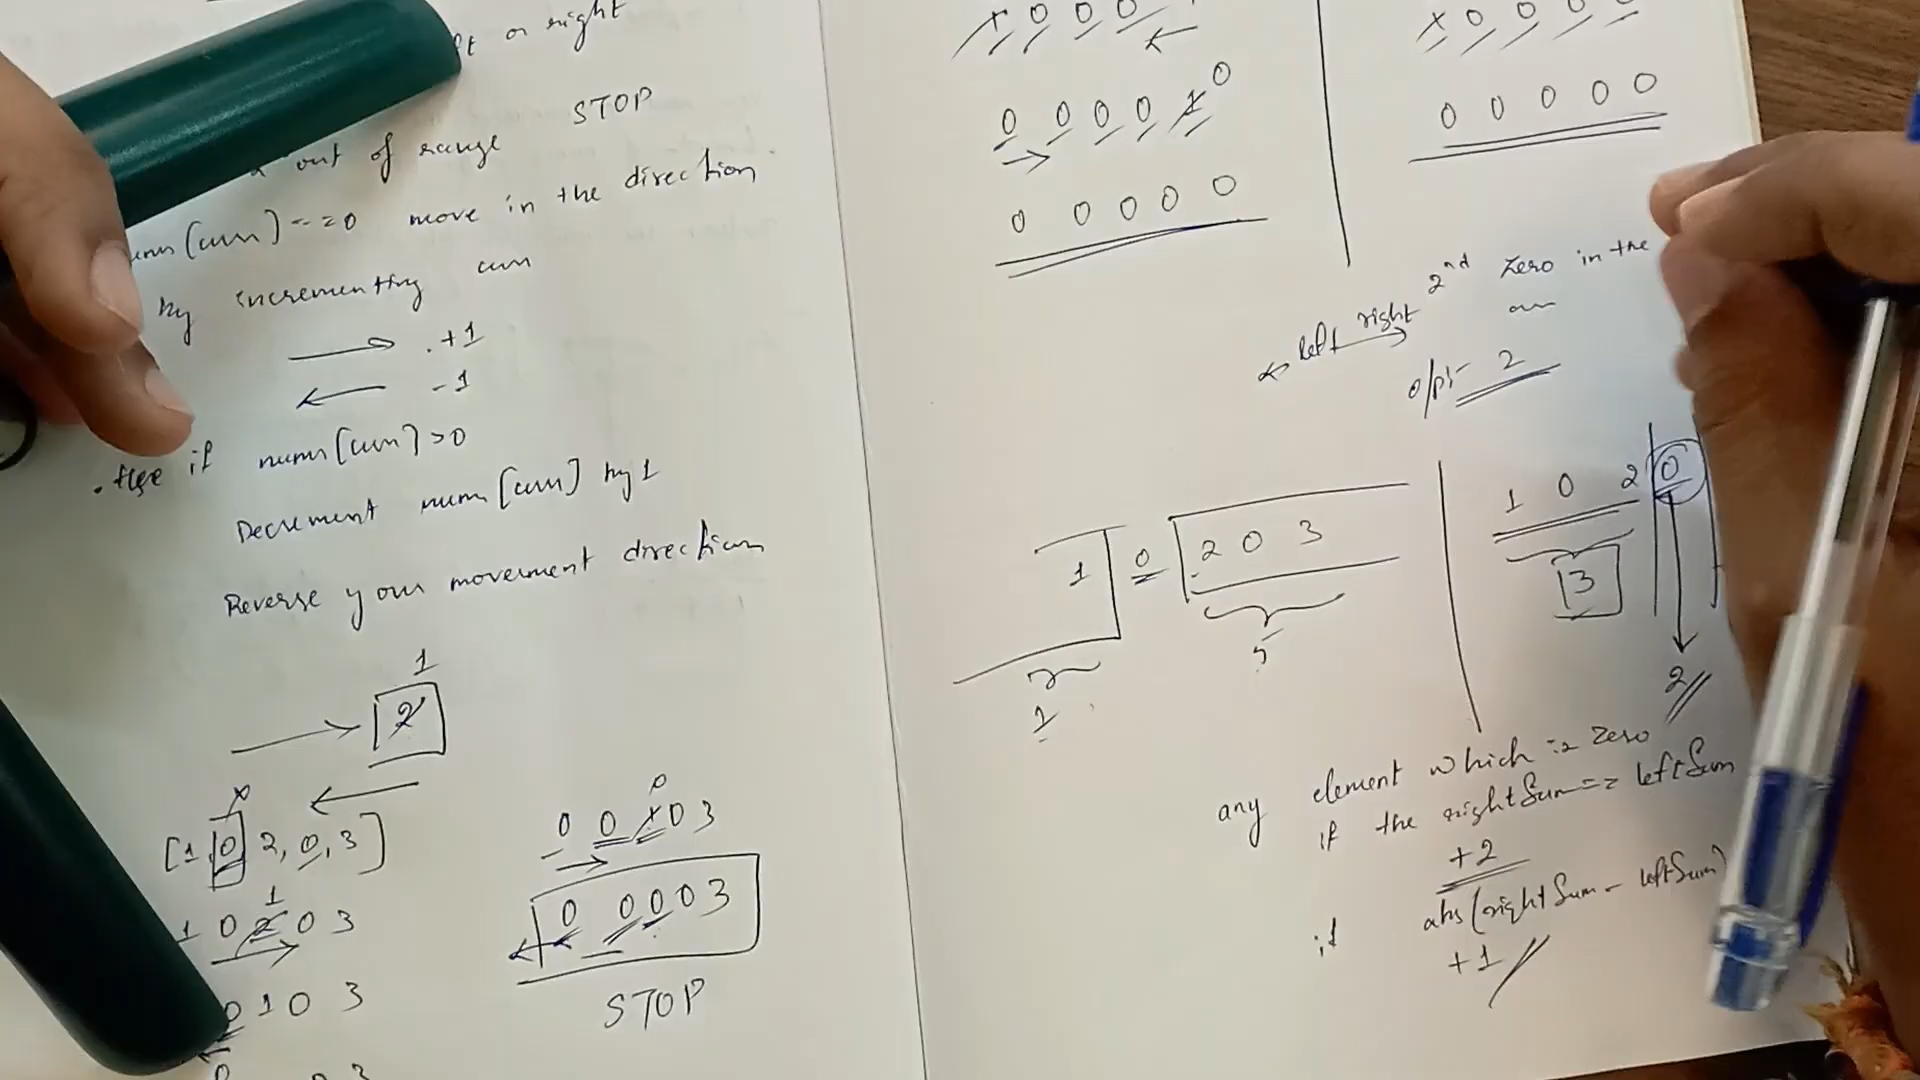 or right
STOP
out of range
nums[curr] == 0 move in the direction
by incrementing curr
+1
-1
. Else if nums[curr] > 0
Decrement nums[curr] by 1
Reverse your movement direction
1
2
[1, 0, 2, 0, 3]
1
1 0 2 0 3
0 1 0 3
0
0 0 1 0 3
0 0 0 0 3
STOP
0 0 0
0
0 0 0 0 1
0 0 0 0 0
0 0 0 0
0 0 0 0 0
2nd zero in the
left right
o/p:- 2
1 0 2 0 3
1
5
1 0 2 0
3
2
any element which is zero
if the rightSum == leftSum
+2
if abs(rightSum - leftSum)
+1